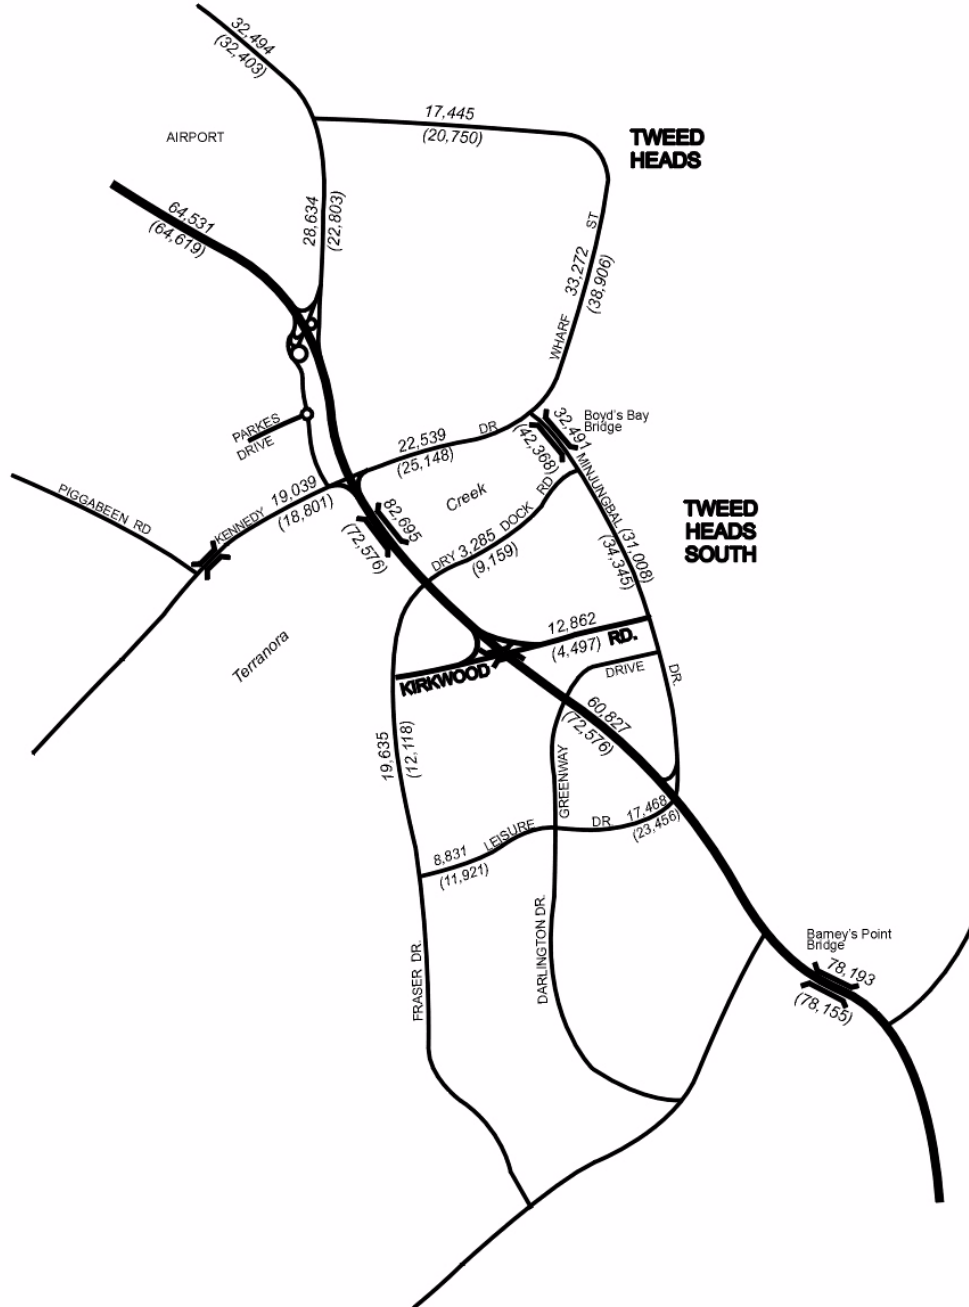 32,494
(32,403)
17,445
(20,750)
TWEED
HEADS
AIRPORT
28,634
(22,803)
64,531
(64,619)
WHARF ST
33,272
(38,906)
PARKES
DRIVE
22,539 DR
(25,148)
Boyd's Bay
Bridge
32,491
(42,368)
PIGGABEEN RD
KENNEDY 19,039
(18,801)
Creek
82,695
(72,576)
DRY 3,285 DOCK RD
(9,159)
MINJUNGBAL (31,008)
(34,345)
TWEED
HEADS
SOUTH
Terranora
12,862
(4,497) RD.
KIRKWOOD
DRIVE
DR.
60,827
(72,576)
19,635
(12,118)
GREENWAY
8,831 LEISURE DR. 17,468
(11,921)
(23,456)
FRASER DR.
DARLINGTON DR.
Barney's Point
Bridge
78,193
(78,155)